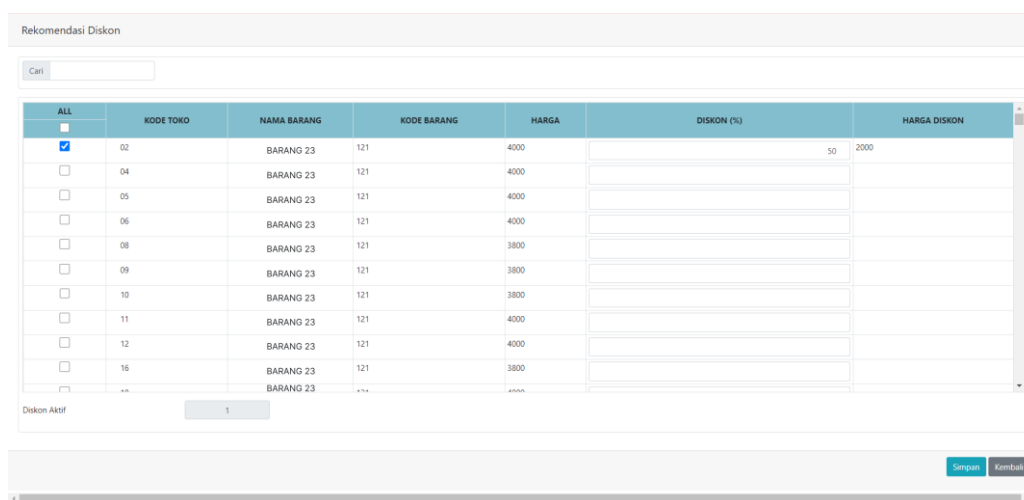 Rekomendasi Diskon
Cari
ALL KODE TOKO NAMA BARANG KODE BARANG HARGA DISKON (%) HARGA DISKON
02 BARANG 23 121 4000 50 2000
04 BARANG 23 121 4000
05 BARANG 23 121 4000
06 BARANG 23 121 4000
08 BARANG 23 121 3800
09 BARANG 23 121 3800
10 BARANG 23 121 3800
11 BARANG 23 121 4000
12 BARANG 23 121 4000
16 BARANG 23 121 3800
BARANG 23
Diskon Aktif 1
Simpan Kembali